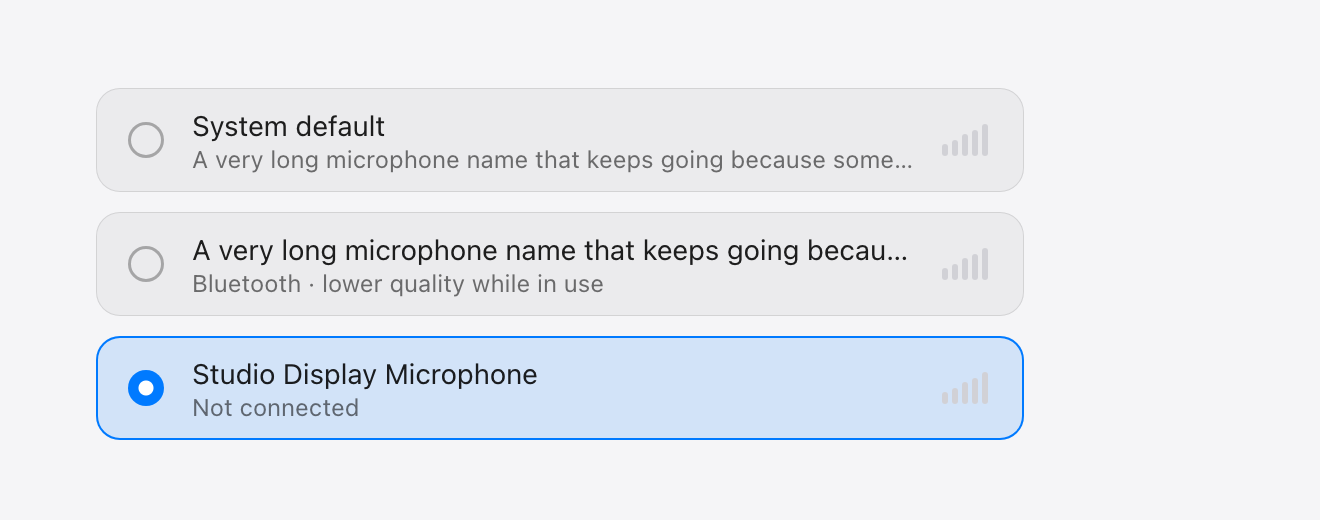 System default
A very long microphone name that keeps going because some...
A very long microphone name that keeps going becau...
Bluetooth · lower quality while in use
Studio Display Microphone
Not connected